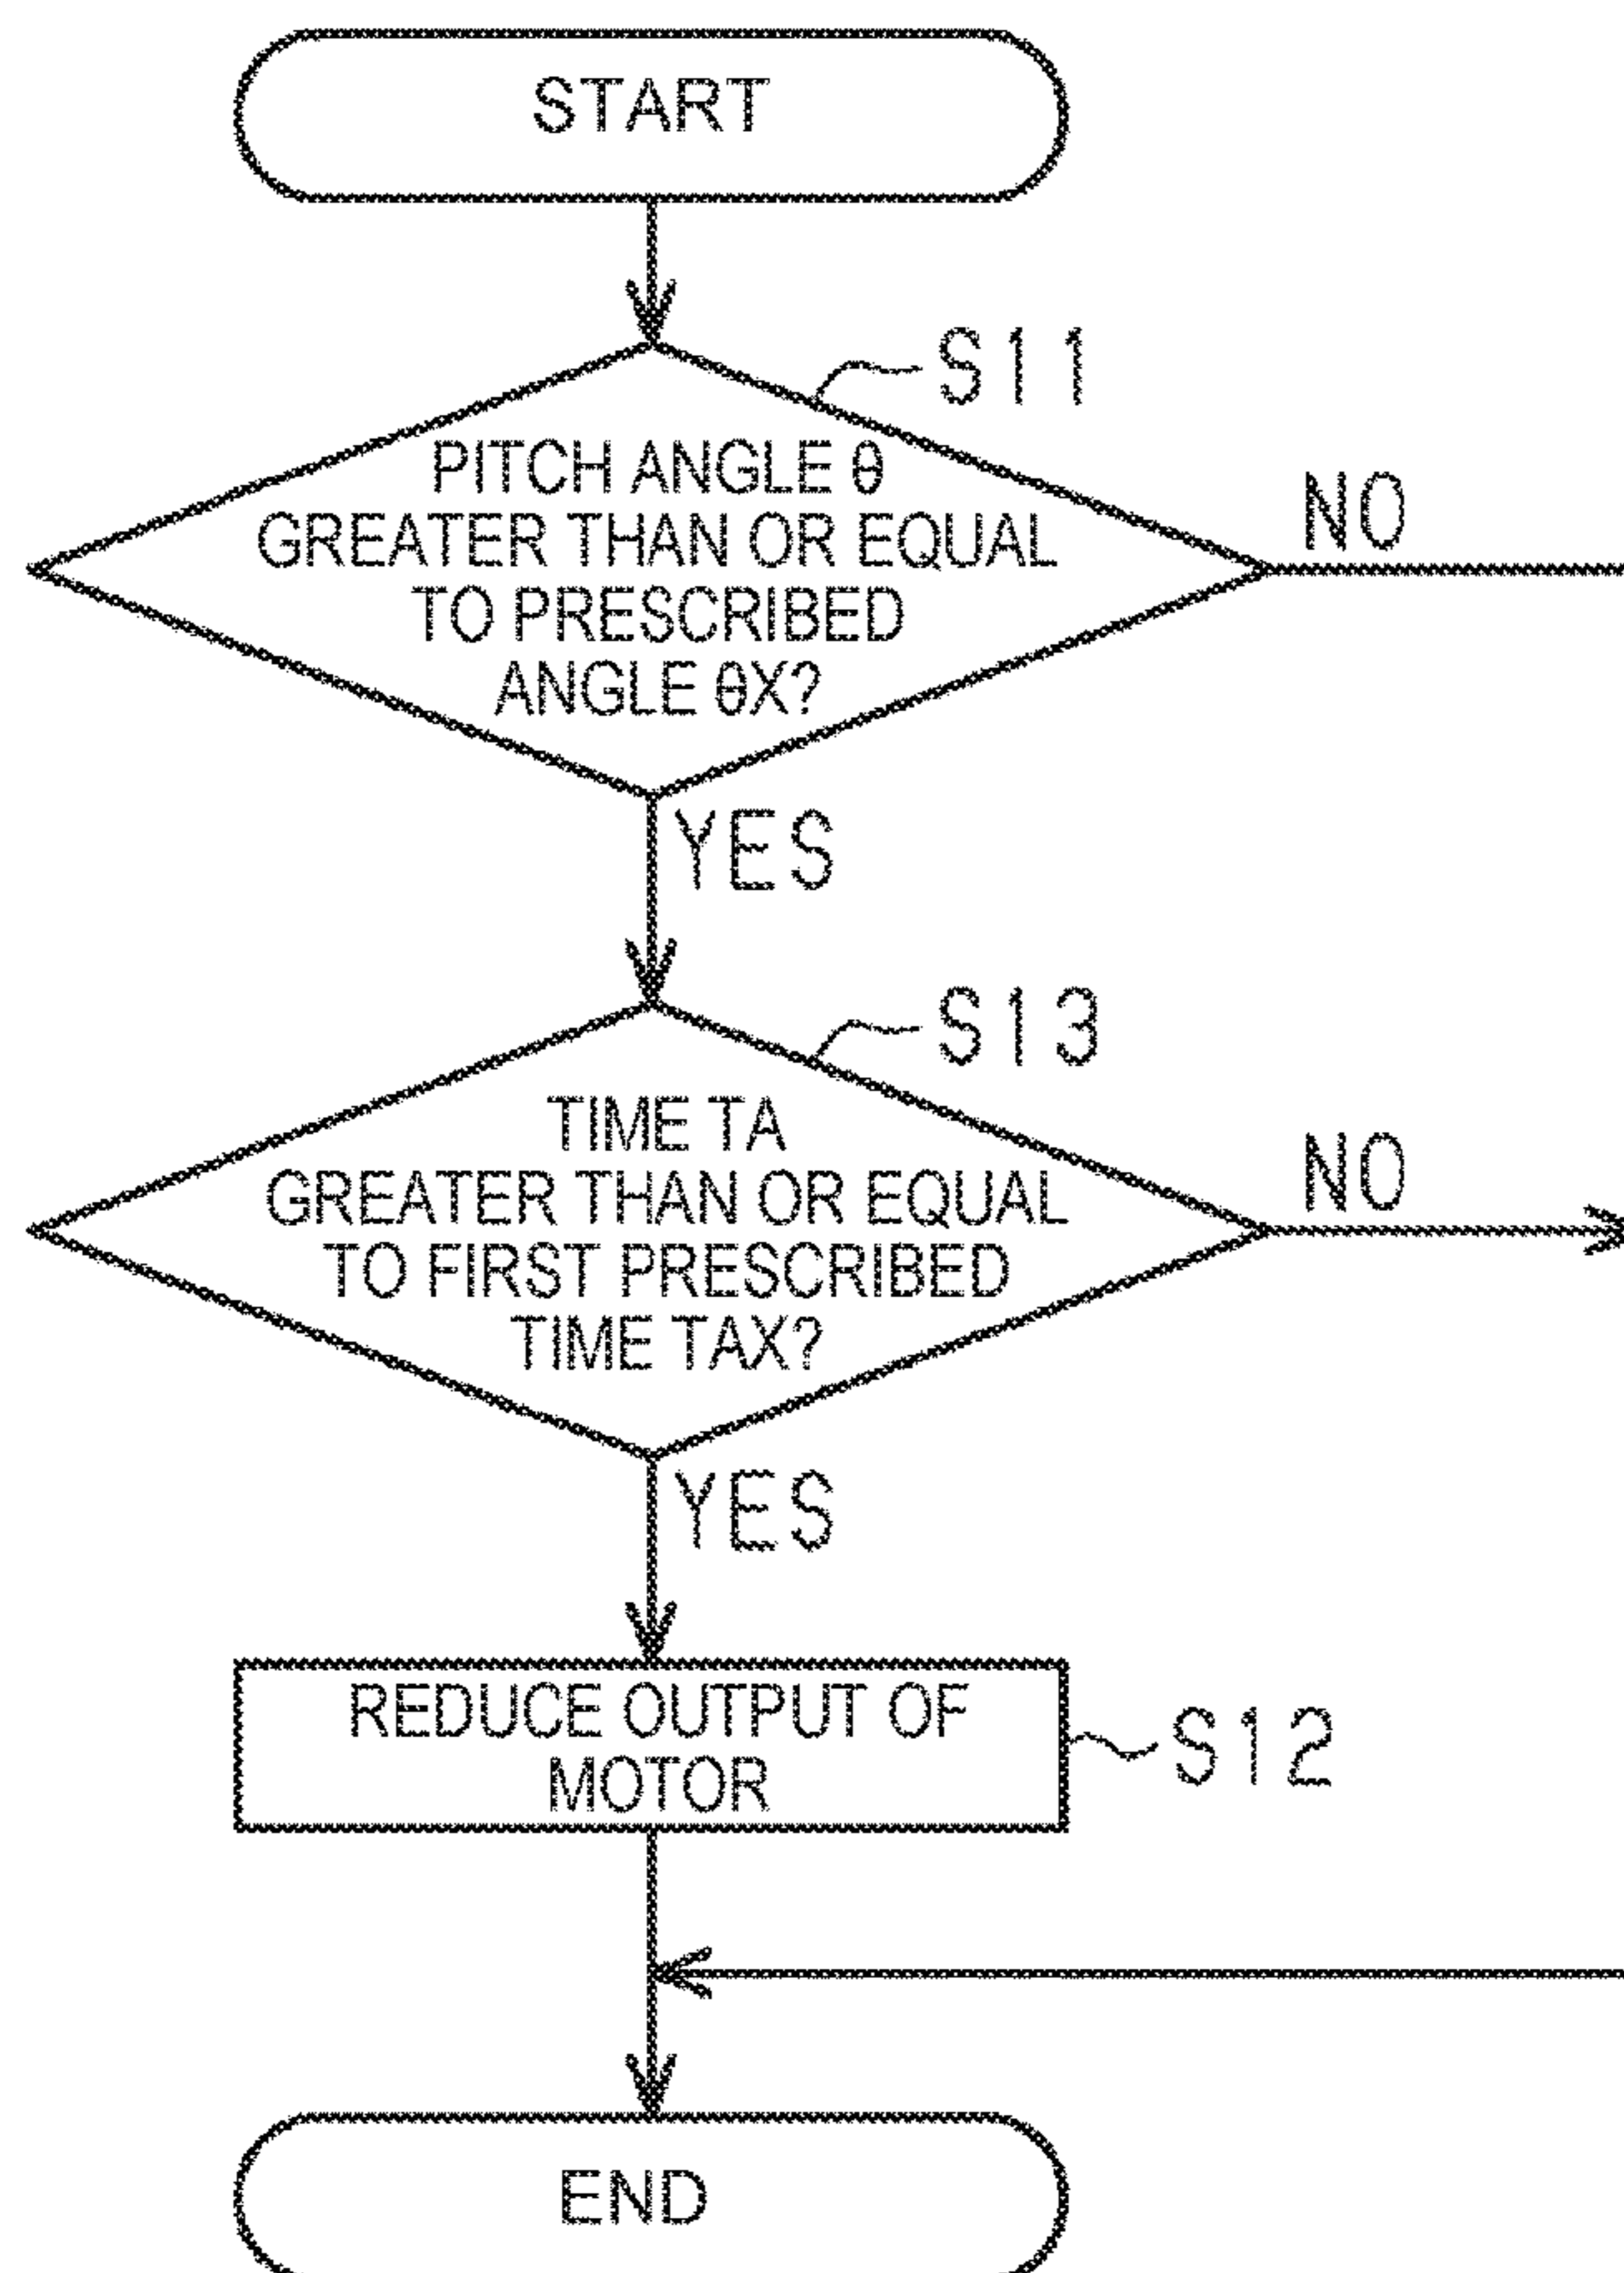 START
S11
PITCH ANGLE θ
GREATER THAN OR EQUAL
TO PRESCRIBED
ANGLE θX?
NO
YES
S13
TIME TA
GREATER THAN OR EQUAL
TO FIRST PRESCRIBED
TIME TAX?
NO
YES
REDUCE OUTPUT OF
MOTOR
S12
END